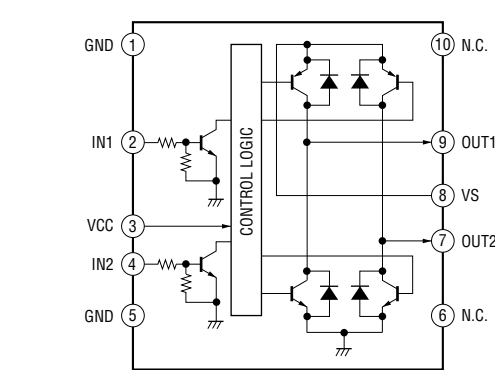 GND 1
10 N.C.
IN1 2
9 OUT1
CONTROL LOGIC
8 VS
VCC 3
7 OUT2
IN2 4
GND 5
6 N.C.